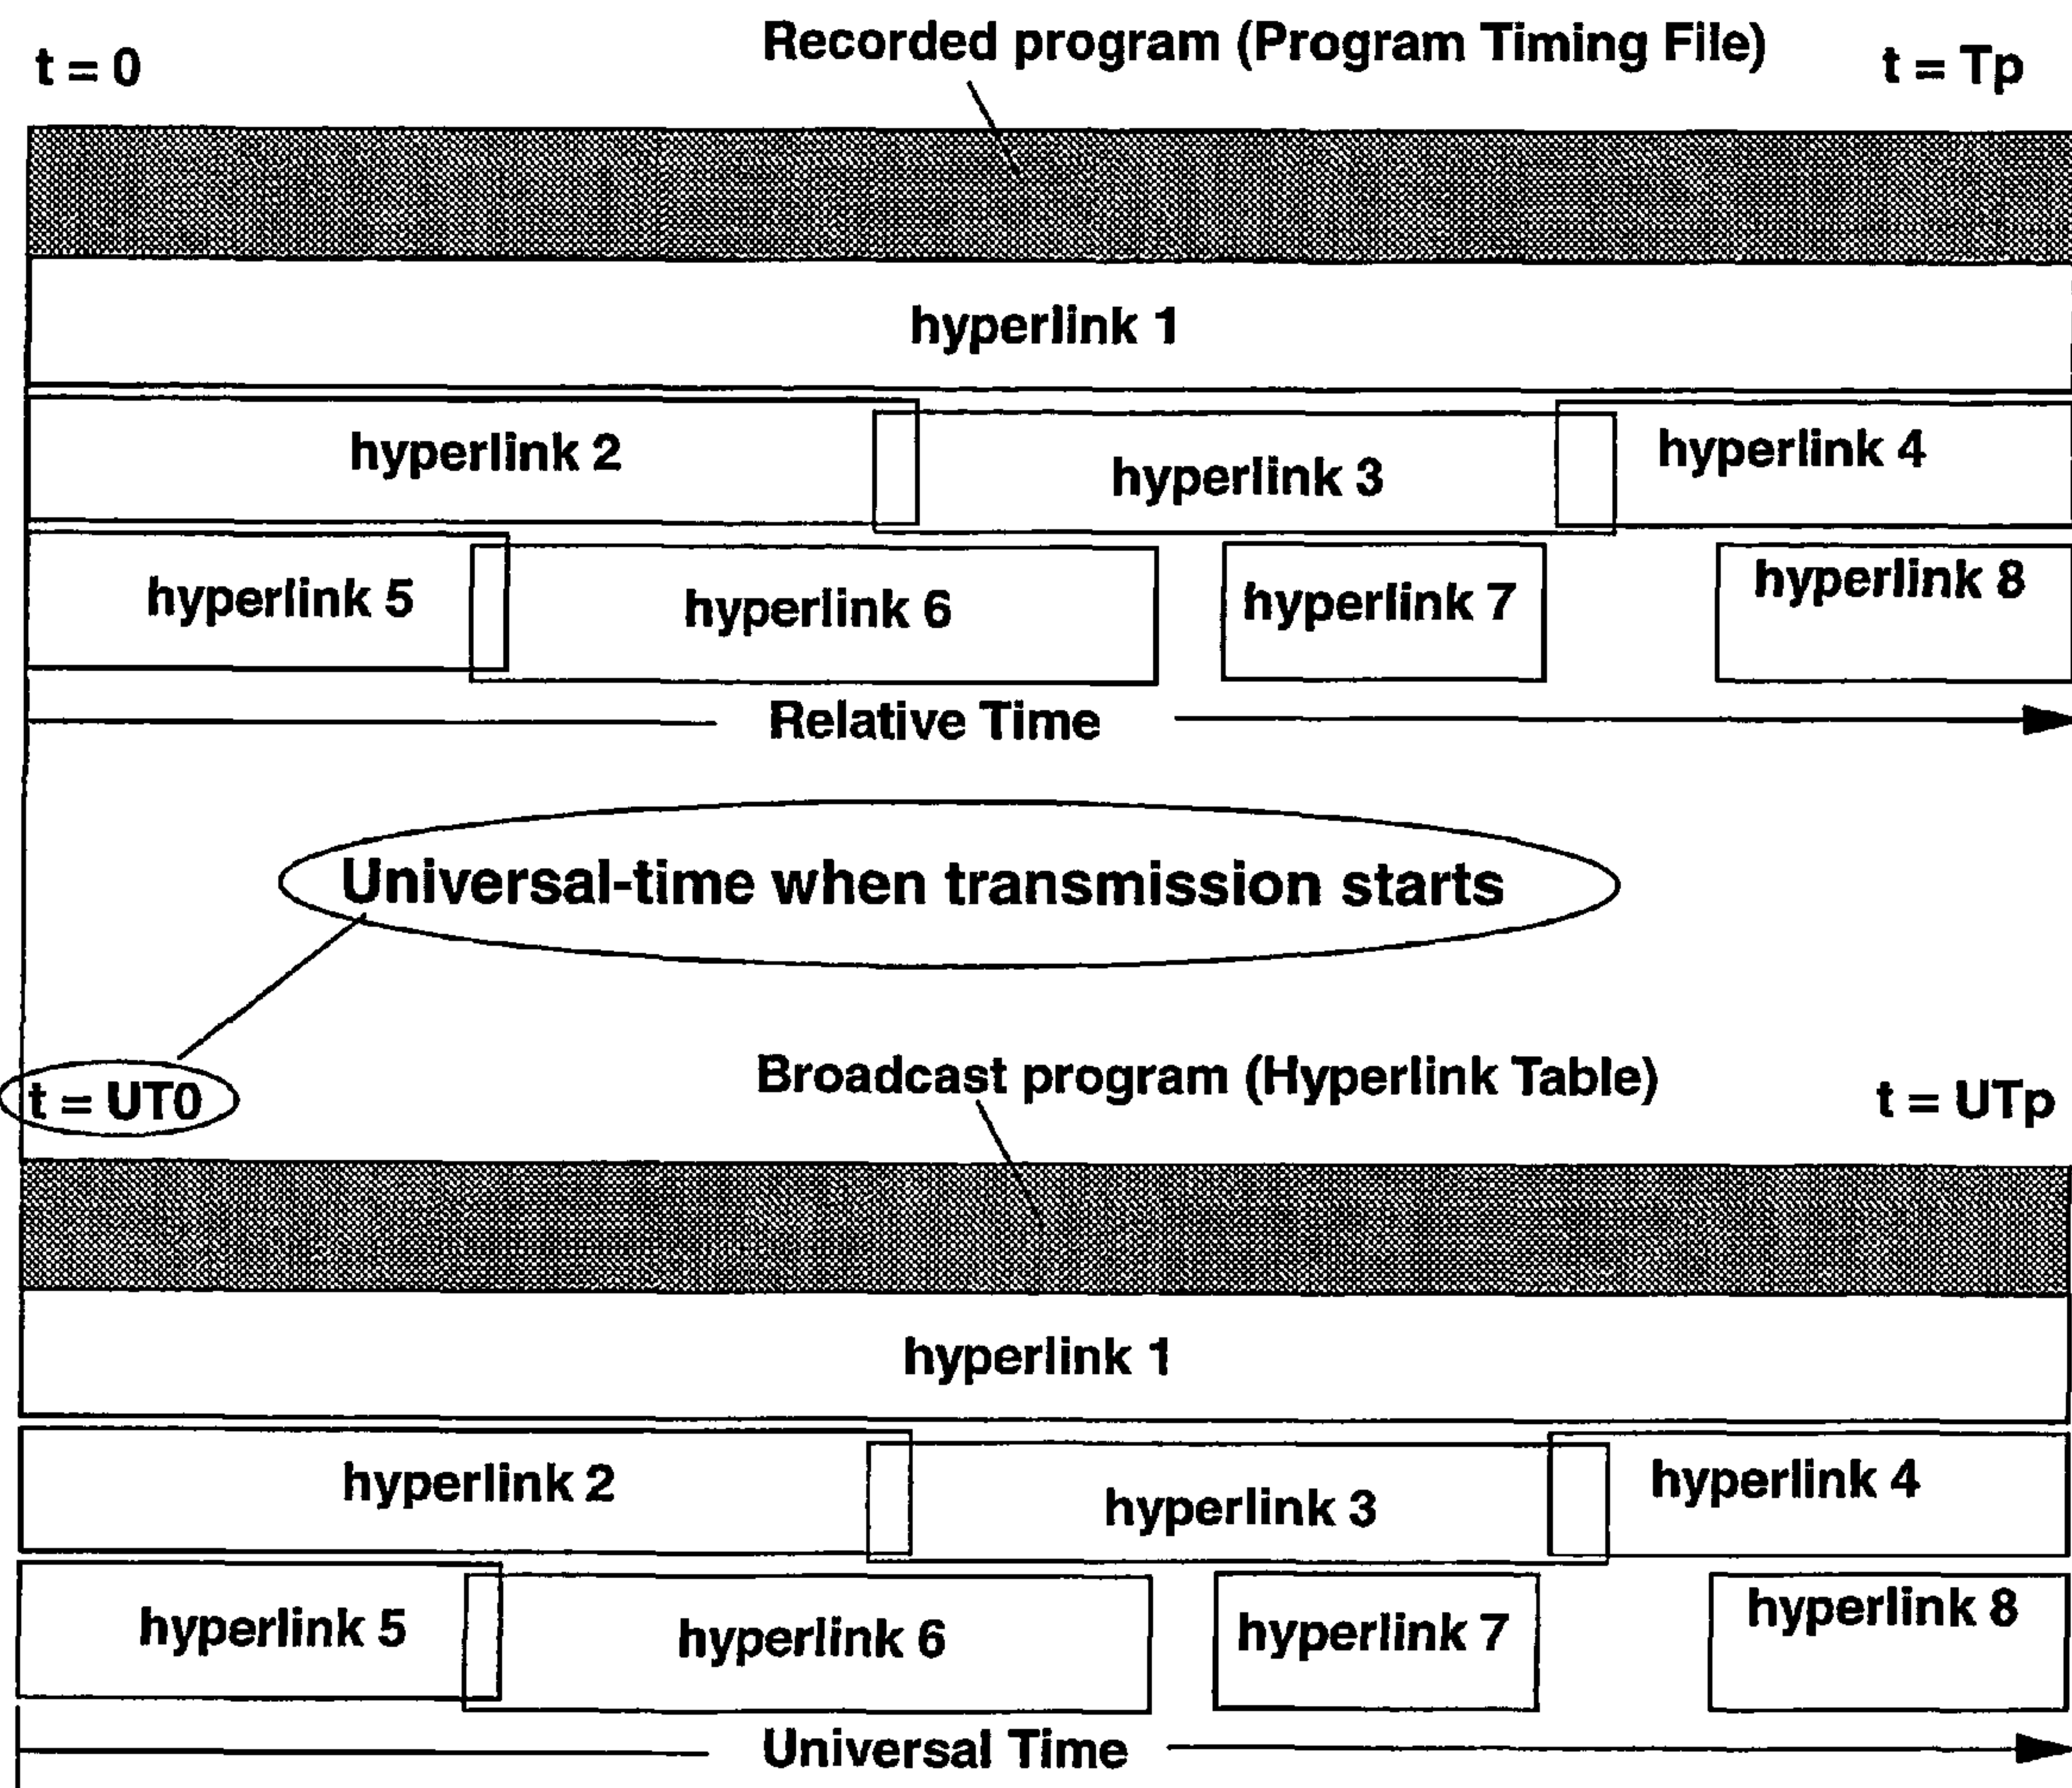 Recorded program (Program Timing File)
t = 0
t = Tp
hyperlink 1
hyperlink 2
hyperlink 3
hyperlink 4
hyperlink 5
hyperlink 6
hyperlink 7
hyperlink 8
Relative Time
Universal-time when transmission starts
t = UT0
Broadcast program (Hyperlink Table)
t = UTp
hyperlink 1
hyperlink 2
hyperlink 3
hyperlink 4
hyperlink 5
hyperlink 6
hyperlink 7
hyperlink 8
Universal Time